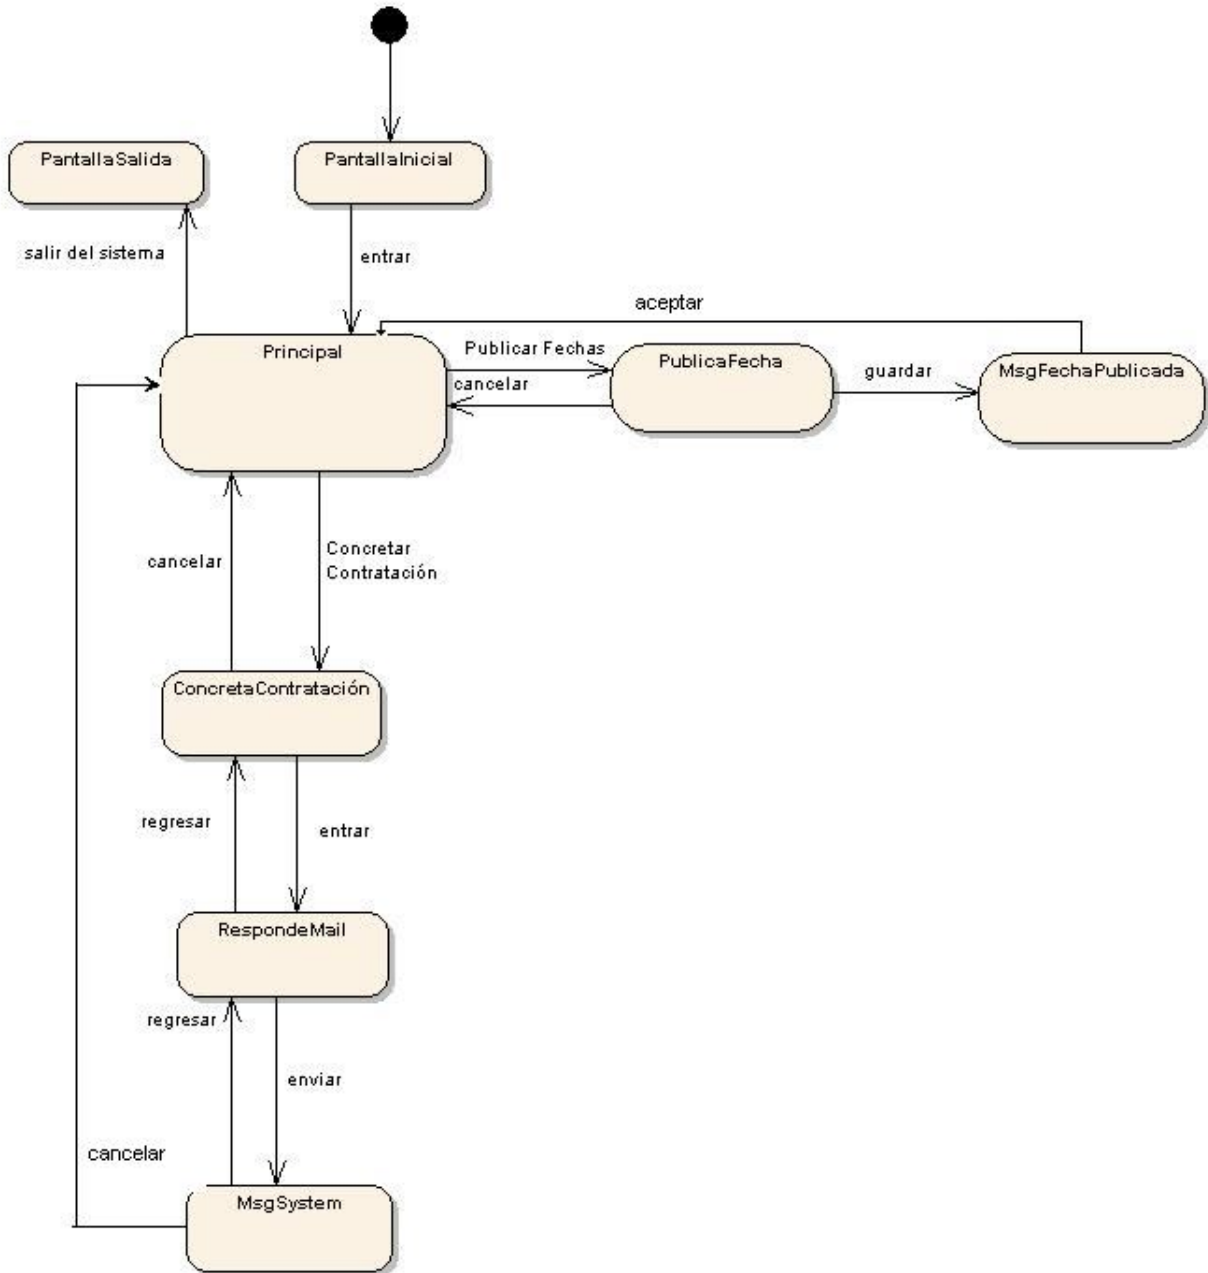 PantallaSalida
PantallaInicial
salir del sistema
entrar
aceptar
Principal
Publicar Fechas
PublicaFecha
guardar
MsgFechaPublicada
cancelar
cancelar
Concretar
Contratación
ConcretaContratación
regresar
entrar
RespondeMail
regresar
enviar
cancelar
MsgSystem